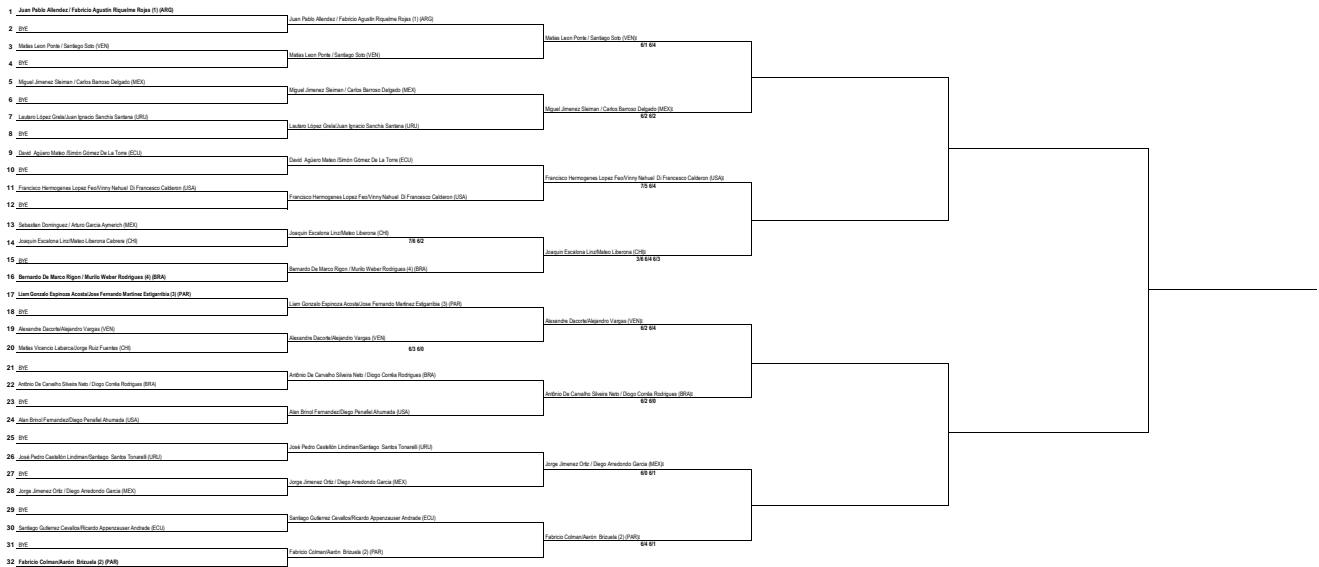 1 Juan Pablo Allendez / Fabricio Agustín Riquelme Rojas (1) (ARG)
2 BYE
3 Matias Leon Ponte / Santiago Soto (VEN)
4 BYE
5 Miguel Jimenez Sleiman / Carlos Barroso Delgado (MEX)
6 BYE
7 Lautaro López Grela/Juan Ignacio Sanchis Santana (URU)
8 BYE
9 David Agüero Mateo /Simón Gómez De La Torre (ECU)
10 BYE
11 Francisco Hermogenes Lopez Feo/Vinny Nahuel Di Francesco Calderon (USA)
12 BYE
13 Sebastian Dominguez / Arturo Garcia Aymerich (MEX)
14 Joaquin Escalona Linz/Mateo Liberona Cabrera (CHI)
15 BYE
16 Bernardo De Marco Rigon / Murilo Weber Rodrigues (4) (BRA)
17 Liam Gonzalo Espinoza Acosta/Jose Fernando Martinez Estigarribia (3) (PAR)
18 BYE
19 Alexandre Dacorte/Alejandro Vargas (VEN)
20 Matias Vicencio Labarca/Jorge Ruiz Fuentes (CHI)
21 BYE
22 Antônio De Carvalho Silveira Neto / Diogo Corrêa Rodrigues (BRA)
23 BYE
24 Alan Brinol Fernandez/Diego Penafiel Ahumada (USA)
25 BYE
26 José Pedro Castellón Lindiman/Santiago Santos Tonarelli (URU)
27 BYE
28 Jorge Jimenez Ortiz / Diego Arredondo Garcia (MEX)
29 BYE
30 Santiago Gutierrez Cevallos/Ricardo Appenzauser Andrade (ECU)
31 BYE
32 Fabricio Colman/Aarón Brizuela (2) (PAR)
Juan Pablo Allendez / Fabricio Agustín Riquelme Rojas (1) (ARG)
Matias Leon Ponte / Santiago Soto (VEN)
Miguel Jimenez Sleiman / Carlos Barroso Delgado (MEX)
Lautaro López Grela/Juan Ignacio Sanchis Santana (URU)
David Agüero Mateo /Simón Gómez De La Torre (ECU)
Francisco Hermogenes Lopez Feo/Vinny Nahuel Di Francesco Calderon (USA)
Joaquin Escalona Linz/Mateo Liberona (CHI)
7/6 6/2
Bernardo De Marco Rigon / Murilo Weber Rodrigues (4) (BRA)
Liam Gonzalo Espinoza Acosta/Jose Fernando Martinez Estigarribia (3) (PAR)
Alexandre Dacorte/Alejandro Vargas (VEN)
6/3 6/0
Antônio De Carvalho Silveira Neto / Diogo Corrêa Rodrigues (BRA)
Alan Brinol Fernandez/Diego Penafiel Ahumada (USA)
José Pedro Castellón Lindiman/Santiago Santos Tonarelli (URU)
Jorge Jimenez Ortiz / Diego Arredondo Garcia (MEX)
Santiago Gutierrez Cevallos/Ricardo Appenzauser Andrade (ECU)
Fabricio Colman/Aarón Brizuela (2) (PAR)
Matias Leon Ponte / Santiago Soto (VEN)
6/1 6/4
Miguel Jimenez Sleiman / Carlos Barroso Delgado (MEX)
6/2 6/2
Francisco Hermogenes Lopez Feo/Vinny Nahuel Di Francesco Calderon (USA)
7/5 6/4
Joaquin Escalona Linz/Mateo Liberona (CHI)
3/6 6/4 6/3
Alexandre Dacorte/Alejandro Vargas (VEN)
6/2 6/4
Antônio De Carvalho Silveira Neto / Diogo Corrêa Rodrigues (BRA)
6/2 6/0
Jorge Jimenez Ortiz / Diego Arredondo Garcia (MEX)
6/0 6/1
Fabricio Colman/Aarón Brizuela (2) (PAR)
6/4 6/1